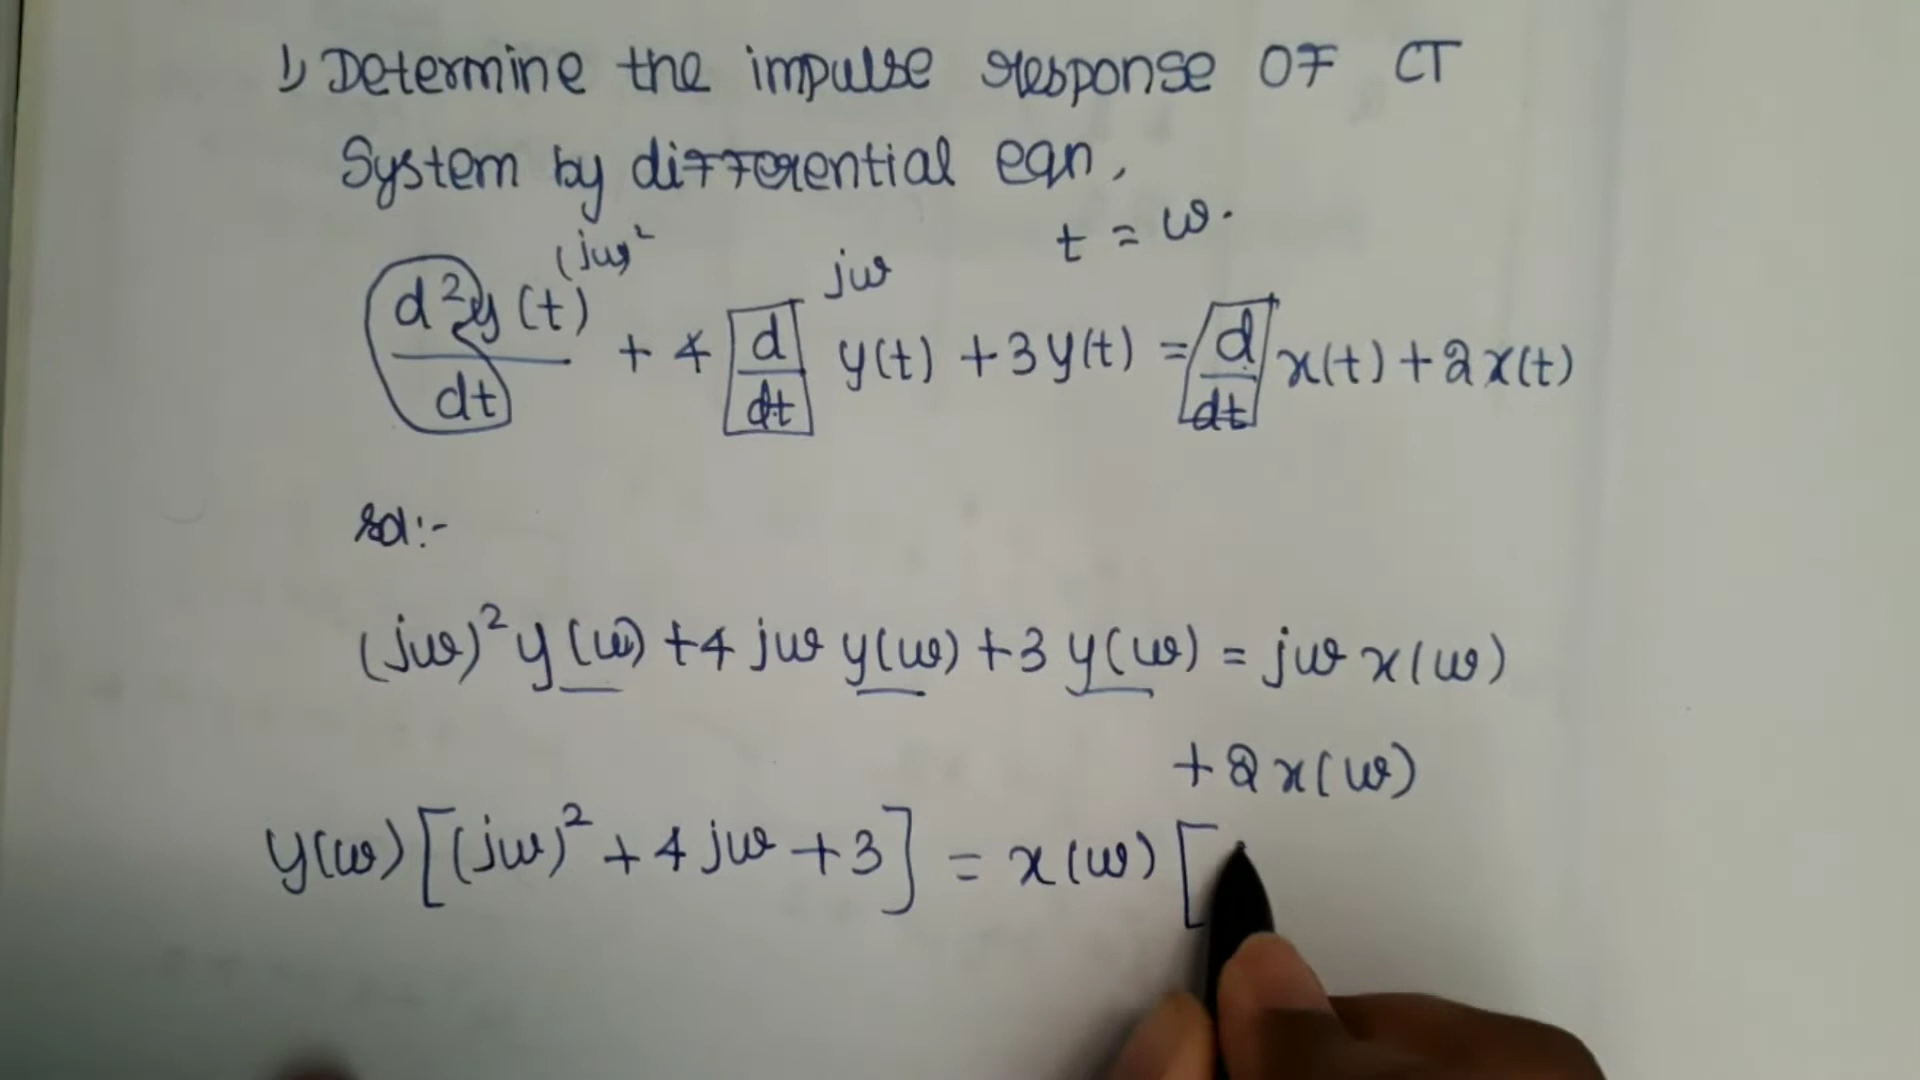 1) Determine the impulse response OF CT
System by differential eqn.
t = ω.
(jω)² jω
d²y(t)/dt + 4 d/dt y(t) + 3y(t) = d/dt x(t) + 2x(t)
sol:-
(jω)² y(ω) + 4 jω y(ω) + 3 y(ω) = jω x(ω)
+ 2x(ω)
y(ω) [(jω)² + 4 jω + 3] = x(ω) [